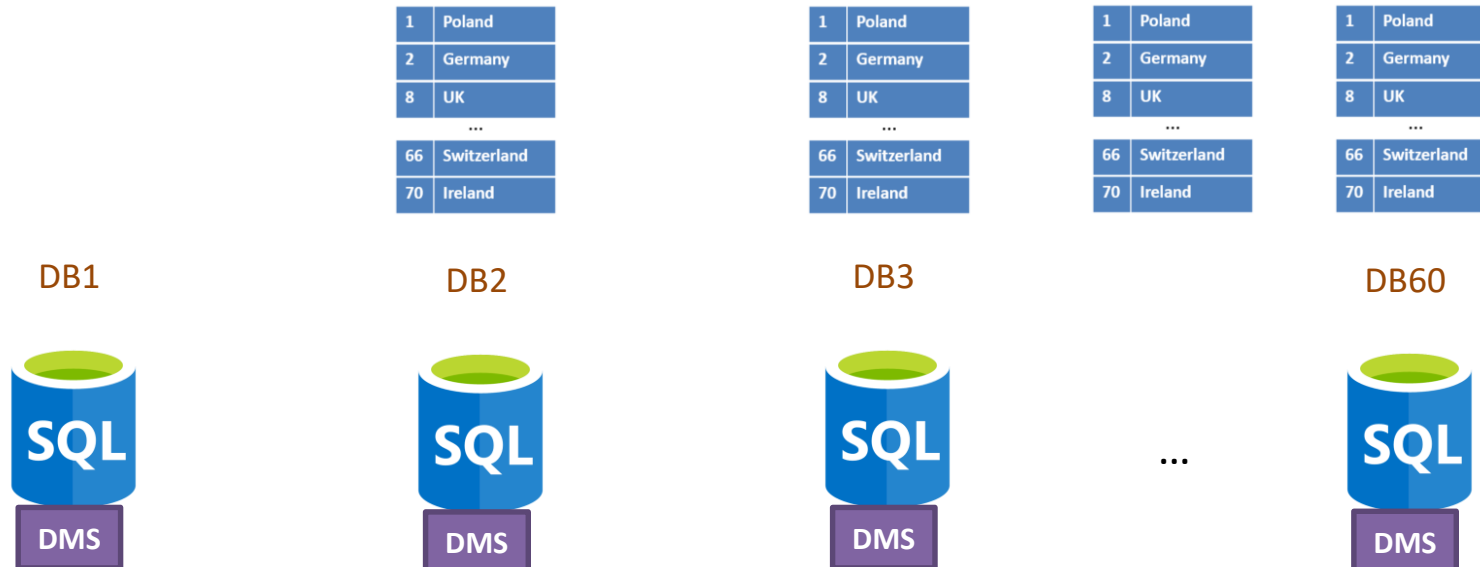 1 Poland 1 Poland 1 Poland 1 Poland
2 Germany 2 Germany 2 Germany 2 Germany
8 UK 8 UK 8 UK 8 UK
... ... ... ...
66 Switzerland 66 Switzerland 66 Switzerland 66 Switzerland
70 Ireland 70 Ireland 70 Ireland 70 Ireland
DB1 DB2 DB3 DB60
SQL SQL SQL ... SQL
DMS DMS DMS DMS